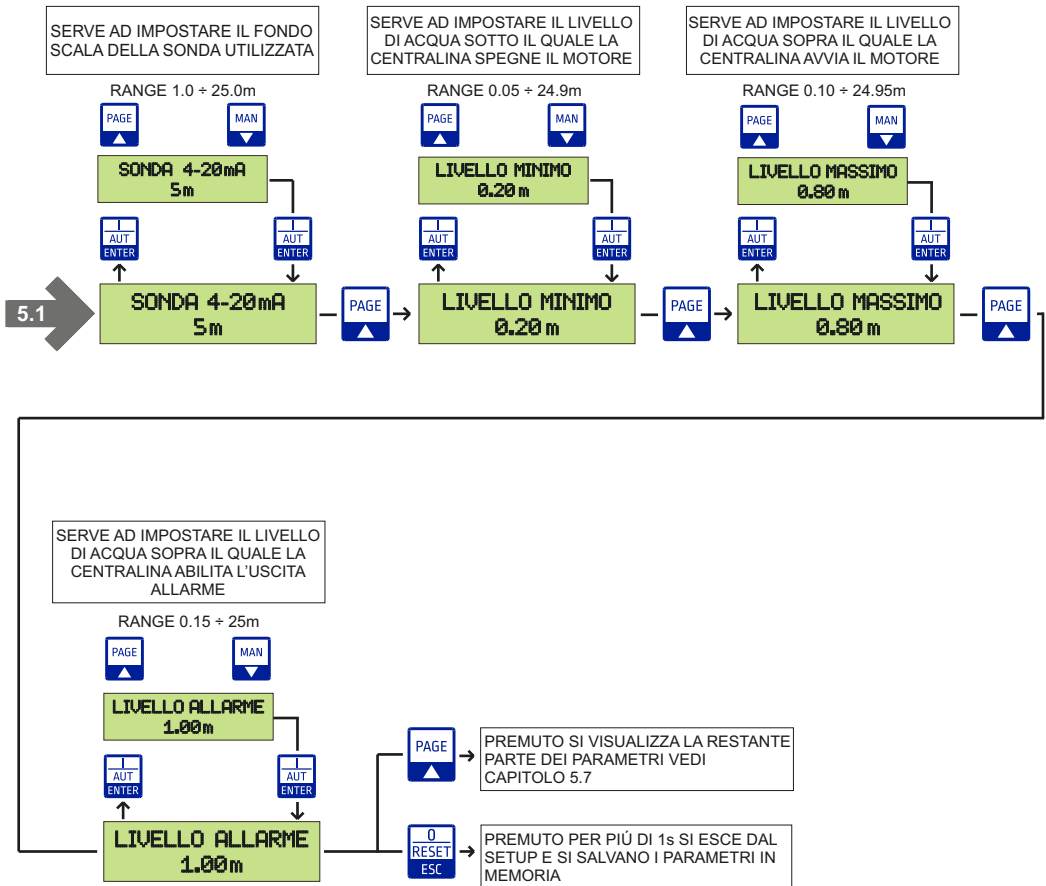 SERVE AD IMPOSTARE IL FONDO
SCALA DELLA SONDA UTILIZZATA
RANGE 1.0 ÷ 25.0m
PAGE
MAN
SONDA 4-20mA
5m
AUT
ENTER
AUT
ENTER
5.1
SONDA 4-20mA
5m
PAGE
SERVE AD IMPOSTARE IL LIVELLO
DI ACQUA SOTTO IL QUALE LA
CENTRALINA SPEGNE IL MOTORE
RANGE 0.05 ÷ 24.9m
PAGE
MAN
LIVELLO MINIMO
0.20 m
I
AUT
ENTER
I
AUT
ENTER
LIVELLO MINIMO
0.20 m
PAGE
SERVE AD IMPOSTARE IL LIVELLO
DI ACQUA SOPRA IL QUALE LA
CENTRALINA AVVIA IL MOTORE
RANGE 0.10 ÷ 24.95m
PAGE
MAN
LIVELLO MASSIMO
0.80 m
I
AUT
ENTER
I
AUT
ENTER
LIVELLO MASSIMO
0.80 m
PAGE
SERVE AD IMPOSTARE IL LIVELLO
DI ACQUA SOPRA IL QUALE LA
CENTRALINA ABILITA L'USCITA
ALLARME
RANGE 0.15 ÷ 25m
PAGE
MAN
LIVELLO ALLARME
1.00m
I
AUT
ENTER
I
AUT
ENTER
LIVELLO ALLARME
1.00m
PAGE
PREMUTO SI VISUALIZZA LA RESTANTE
PARTE DEI PARAMETRI VEDI
CAPITOLO 5.7
0
RESET
ESC
PREMUTO PER PIÚ DI 1s SI ESCE DAL
SETUP E SI SALVANO I PARAMETRI IN
MEMORIA